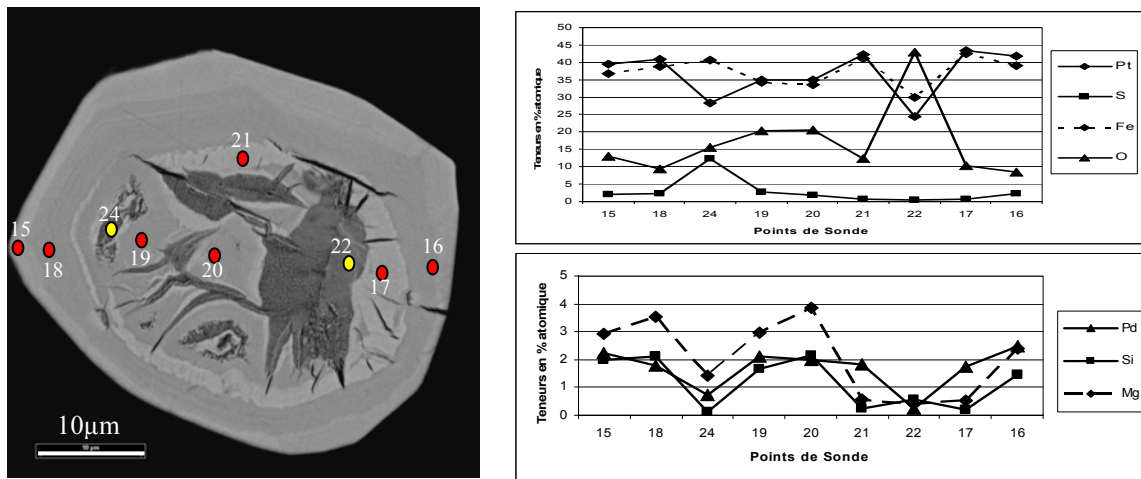 21
24
15
18
19
20
22
17
16
10µm
10 µm
Teneurs en % atomique
50
45
40
35
30
25
20
15
10
5
0
15 18 24 19 20 21 22 17 16
Points de Sonde
Pt
S
Fe
O
Teneurs en % atomique
5
4
3
2
1
0
15 18 24 19 20 21 22 17 16
Points de Sonde
Pd
Si
Mg